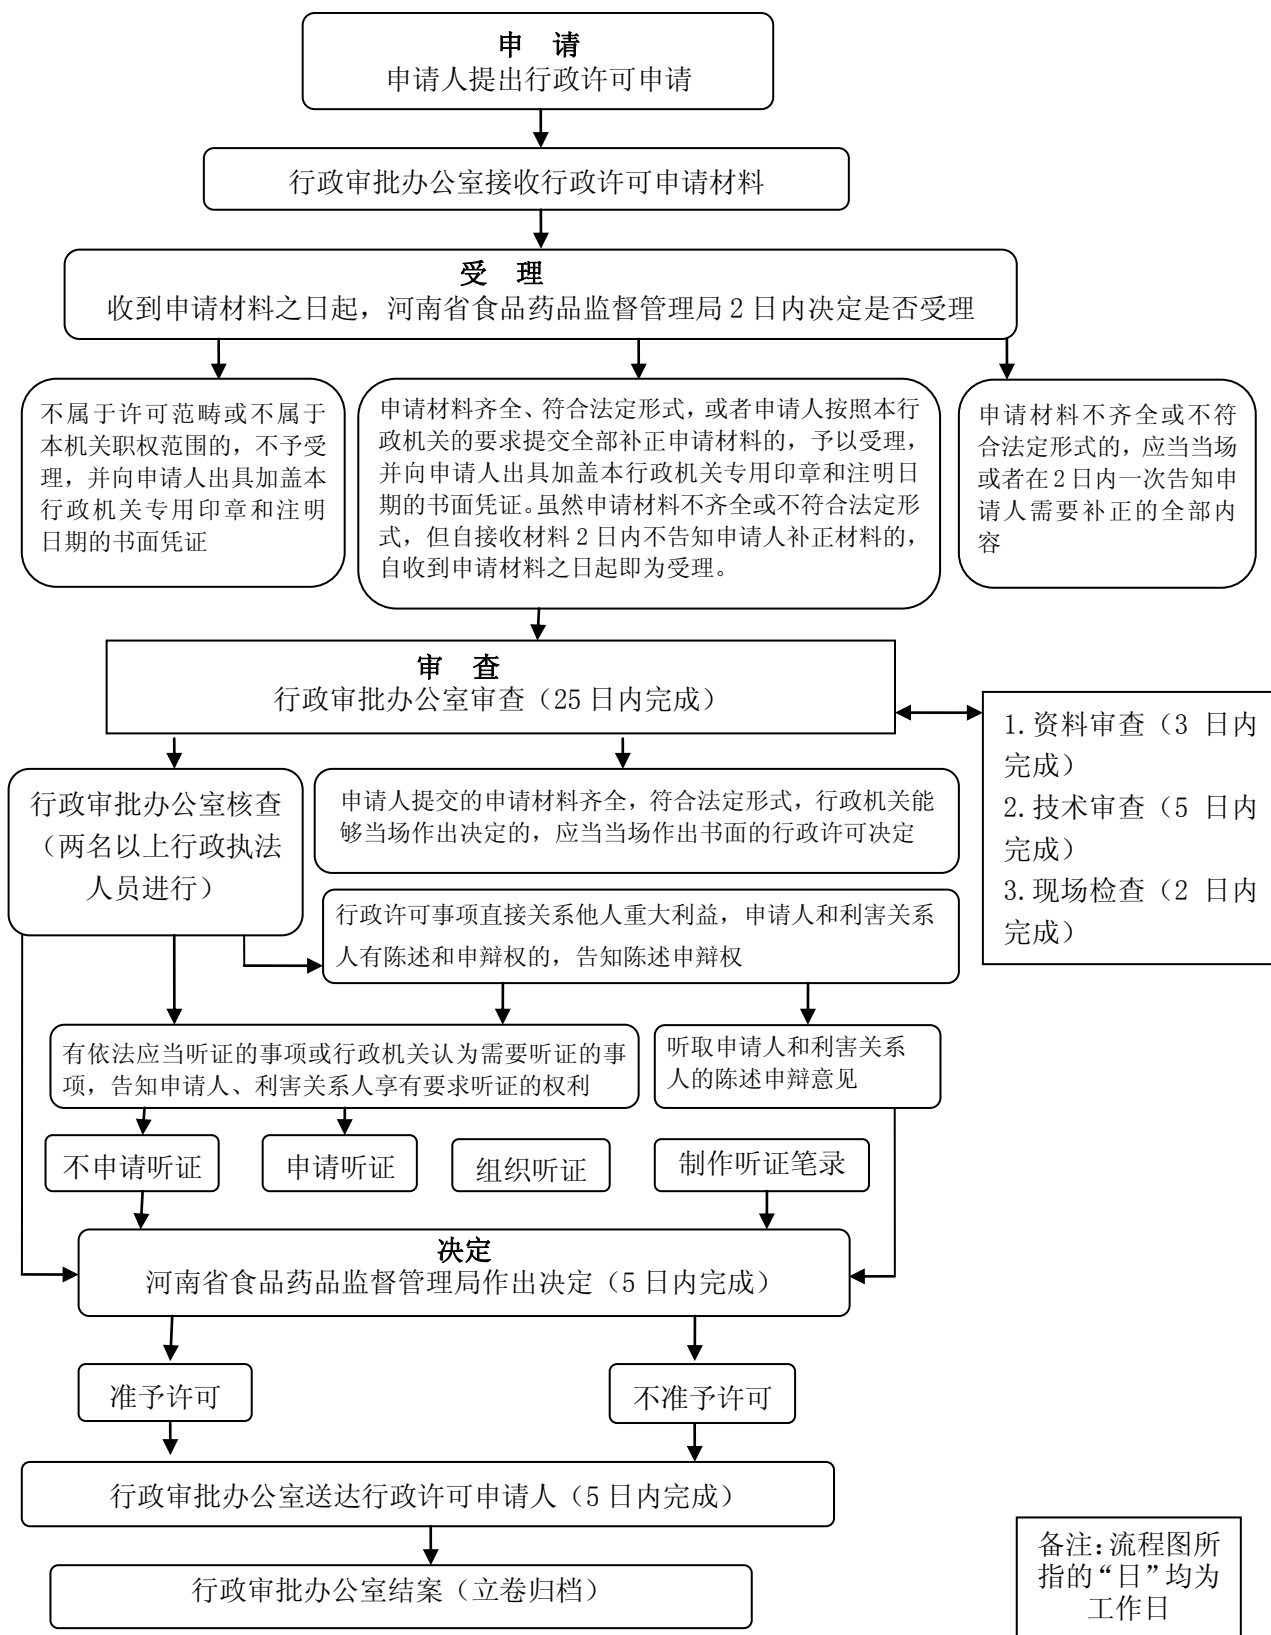 申 请
申请人提出行政许可申请
行政审批办公室接收行政许可申请材料
受 理
收到申请材料之日起，河南省食品药品监督管理局 2 日内决定是否受理
不属于许可范畴或不属于
本机关职权范围的，不予受
理，并向申请人出具加盖本
行政机关专用印章和注明
日期的书面凭证
申请材料齐全、符合法定形式，或者申请人按照本行
政机关的要求提交全部补正申请材料的，予以受理，
并向申请人出具加盖本行政机关专用印章和注明日
期的书面凭证。虽然申请材料不齐全或不符合法定形
式，但自接收材料 2 日内不告知申请人补正材料的，
自收到申请材料之日起即为受理。
申请材料不齐全或不符
合法定形式的，应当当场
或者在 2 日内一次告知申
请人需要补正的全部内
容
审 查
行政审批办公室审查（25 日内完成）
1.资料审查（3 日内
完成）
2.技术审查（5 日内
完成）
3.现场检查（2 日内
完成）
行政审批办公室核查
（两名以上行政执法
人员进行）
申请人提交的申请材料齐全，符合法定形式，行政机关能
够当场作出决定的，应当当场作出书面的行政许可决定
行政许可事项直接关系他人重大利益，申请人和利害关系
人有陈述和申辩权的，告知陈述申辩权
有依法应当听证的事项或行政机关认为需要听证的事
项，告知申请人、利害关系人享有要求听证的权利
听取申请人和利害关系
人的陈述申辩意见
不申请听证
申请听证
组织听证
制作听证笔录
决定
河南省食品药品监督管理局作出决定（5 日内完成）
准予许可
不准予许可
行政审批办公室送达行政许可申请人（5 日内完成）
行政审批办公室结案（立卷归档）
备注：流程图所
指的“日”均为
工作日